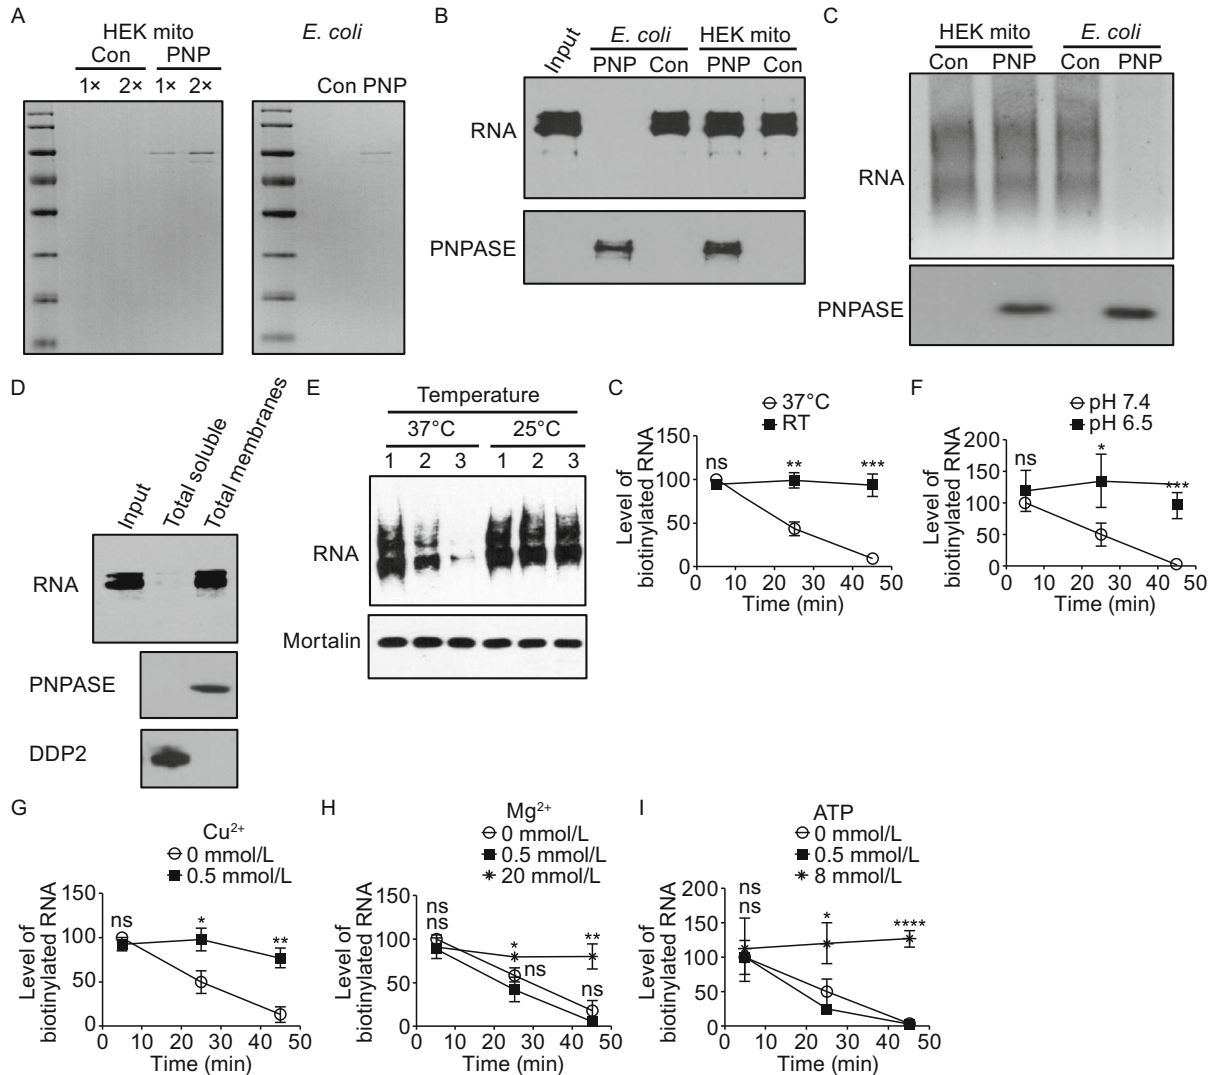 A
HEK mito
E. coli
Con PNP
1× 2× 1× 2×
Con PNP
B
Input
E. coli
HEK mito
PNP Con PNP Con
RNA
PNPASE
C
HEK mito
E. coli
Con PNP Con PNP
RNA
PNPASE
D
Input
Total soluble
Total membranes
RNA
PNPASE
DDP2
E
Temperature
37°C 25°C
1 2 3 1 2 3
RNA
Mortalin
C
37°C
RT
Level of
biotinylated RNA
150
100
50
0
ns
**
***
0 10 20 30 40 50
Time (min)
F
pH 7.4
pH 6.5
Level of
biotinylated RNA
200
150
100
50
0
ns
*
***
0 10 20 30 40 50
Time (min)
G
Cu2+
0 mmol/L
0.5 mmol/L
Level of
biotinylated RNA
150
100
50
0
ns
*
**
0 10 20 30 40 50
Time (min)
H
Mg2+
0 mmol/L
0.5 mmol/L
20 mmol/L
Level of
biotinylated RNA
150
100
50
0
ns
ns
*
ns
**
ns
0 10 20 30 40 50
Time (min)
I
ATP
0 mmol/L
0.5 mmol/L
8 mmol/L
Level of
biotinylated RNA
200
150
100
50
0
ns
ns
*
****
0 10 20 30 40 50
Time (min)